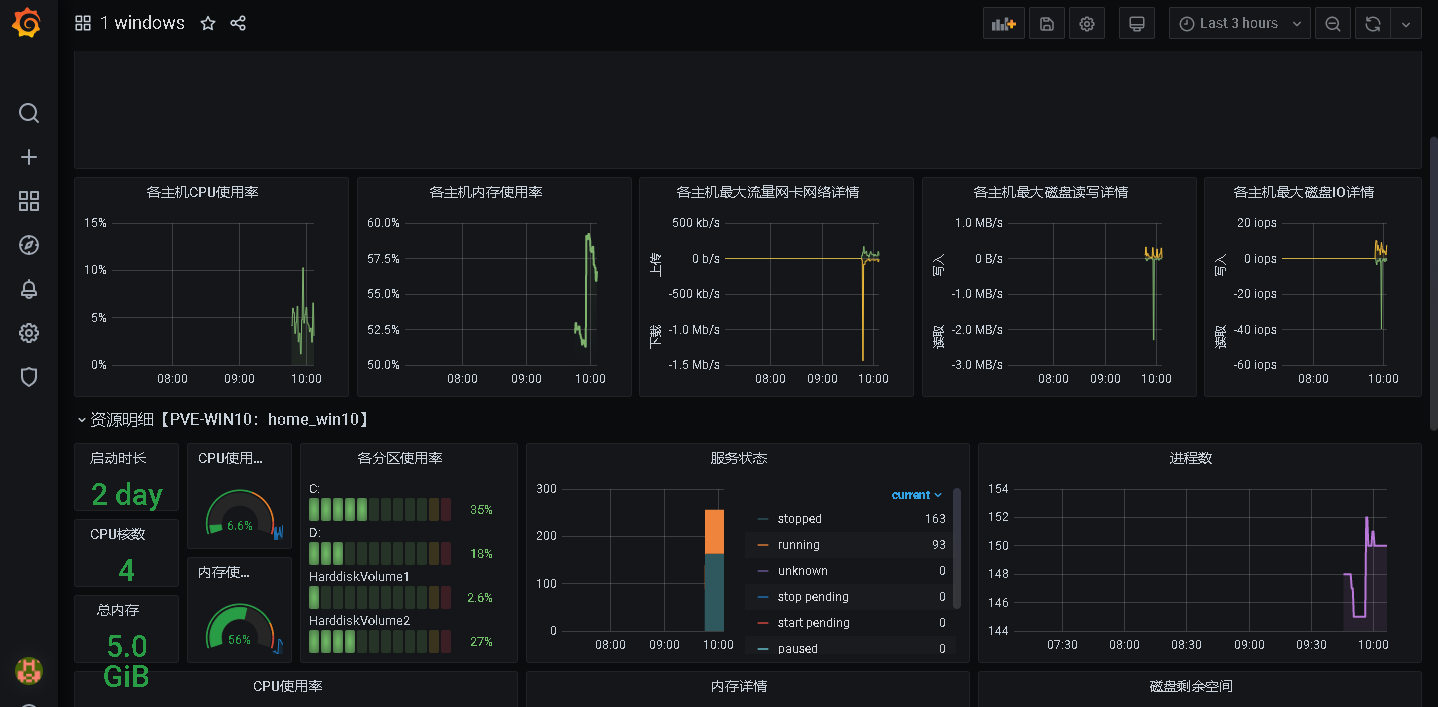 1 windows
Last 3 hours
各主机CPU使用率
15%
10%
5%
0%
08:00 09:00 10:00
各主机内存使用率
60.0%
57.5%
55.0%
52.5%
50.0%
08:00 09:00 10:00
各主机最大流量网卡网络详情
上传
下载
500 kb/s
0 b/s
-500 kb/s
-1.0 Mb/s
-1.5 Mb/s
08:00 09:00 10:00
各主机最大磁盘读写详情
写入
读取
1.0 MB/s
0 B/s
-1.0 MB/s
-2.0 MB/s
-3.0 MB/s
08:00 09:00 10:00
各主机最大磁盘IO详情
写入
读取
20 iops
0 iops
-20 iops
-40 iops
-60 iops
08:00 10:00
资源明细【PVE-WIN10：home_win10】
启动时长
2 day
CPU核数
4
总内存
5.0
GiB
CPU使用...
6.6%
内存使...
56%
各分区使用率
C:
35%
D:
18%
HarddiskVolume1
2.6%
HarddiskVolume2
27%
服务状态
300
200
100
0
08:00 09:00 10:00
current
stopped 163
running 93
unknown 0
stop pending 0
start pending 0
paused 0
进程数
154
152
150
148
146
144
07:30 08:00 08:30 09:00 09:30 10:00
CPU使用率
内存详情
磁盘剩余空间